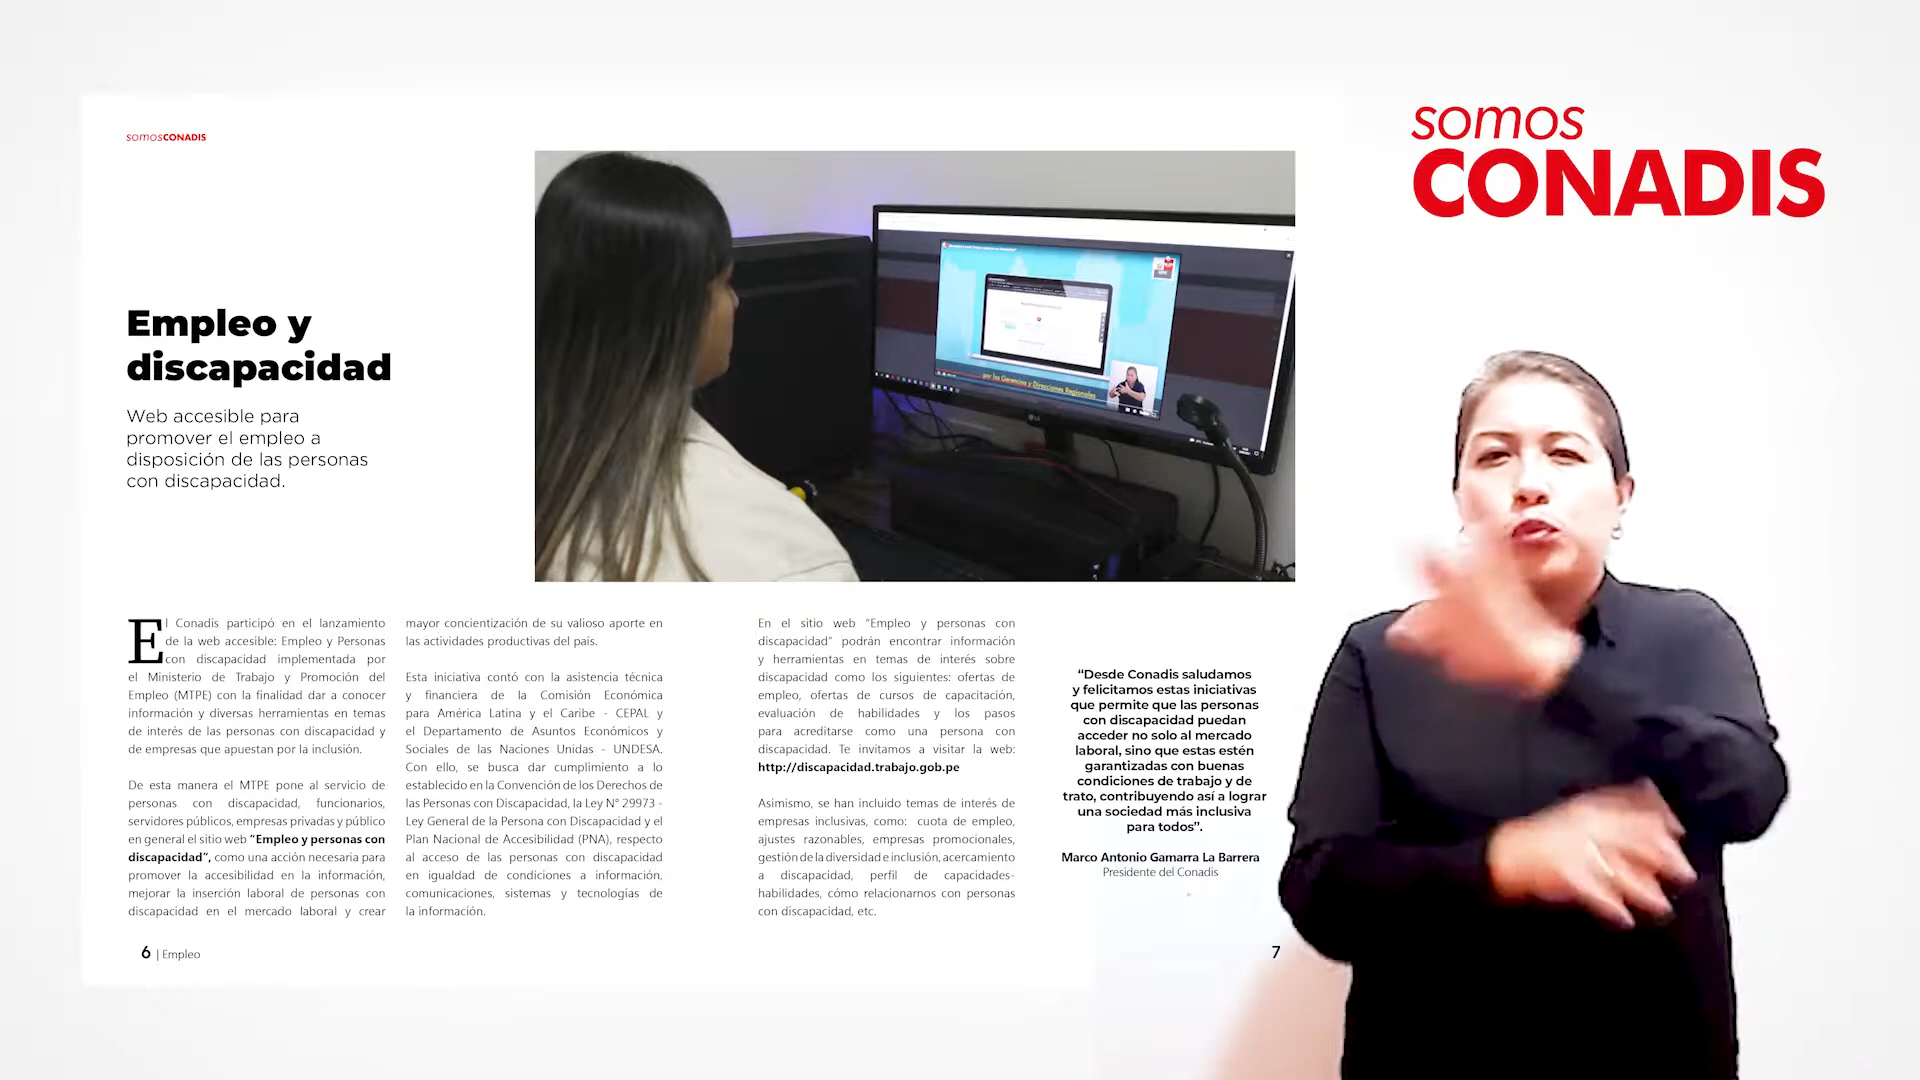 somosCONADIS
somos
CONADIS
Empleo y
discapacidad
Web accesible para
promover el empleo a
disposición de las personas
con discapacidad.
por las Gerencias y Direcciones Regionales
El Conadis participó en el lanzamiento
de la web accesible: Empleo y Personas
con discapacidad implementada por
el Ministerio de Trabajo y Promoción del
Empleo (MTPE) con la finalidad dar a conocer
información y diversas herramientas en temas
de interés de las personas con discapacidad y
de empresas que apuestan por la inclusión.
De esta manera el MTPE pone al servicio de
personas con discapacidad, funcionarios,
servidores públicos, empresas privadas y público
en general el sitio web “Empleo y personas con
discapacidad”, como una acción necesaria para
promover la accesibilidad en la información,
mejorar la inserción laboral de personas con
discapacidad en el mercado laboral y crear
mayor concientización de su valioso aporte en
las actividades productivas del país.
Esta iniciativa contó con la asistencia técnica
y financiera de la Comisión Económica
para América Latina y el Caribe - CEPAL y
el Departamento de Asuntos Económicos y
Sociales de las Naciones Unidas - UNDESA.
Con ello, se busca dar cumplimiento a lo
establecido en la Convención de los Derechos de
las Personas con Discapacidad, la Ley N° 29973 -
Ley General de la Persona con Discapacidad y el
Plan Nacional de Accesibilidad (PNA), respecto
al acceso de las personas con discapacidad
en igualdad de condiciones a información,
comunicaciones, sistemas y tecnologías de
la información.
En el sitio web “Empleo y personas con
discapacidad” podrán encontrar información
y herramientas en temas de interés sobre
discapacidad como los siguientes: ofertas de
empleo, ofertas de cursos de capacitación,
evaluación de habilidades y los pasos
para acreditarse como una persona con
discapacidad. Te invitamos a visitar la web:
http://discapacidad.trabajo.gob.pe
Asimismo, se han incluido temas de interés de
empresas inclusivas, como: cuota de empleo,
ajustes razonables, empresas promocionales,
gestión de la diversidad e inclusión, acercamiento
a discapacidad, perfil de capacidades-
habilidades, cómo relacionarnos con personas
con discapacidad, etc.
“Desde Conadis saludamos
y felicitamos estas iniciativas
que permite que las personas
con discapacidad puedan
acceder no solo al mercado
laboral, sino que estas estén
garantizadas con buenas
condiciones de trabajo y de
trato, contribuyendo así a lograr
una sociedad más inclusiva
para todos”.
Marco Antonio Gamarra La Barrera
Presidente del Conadis
6 | Empleo
7